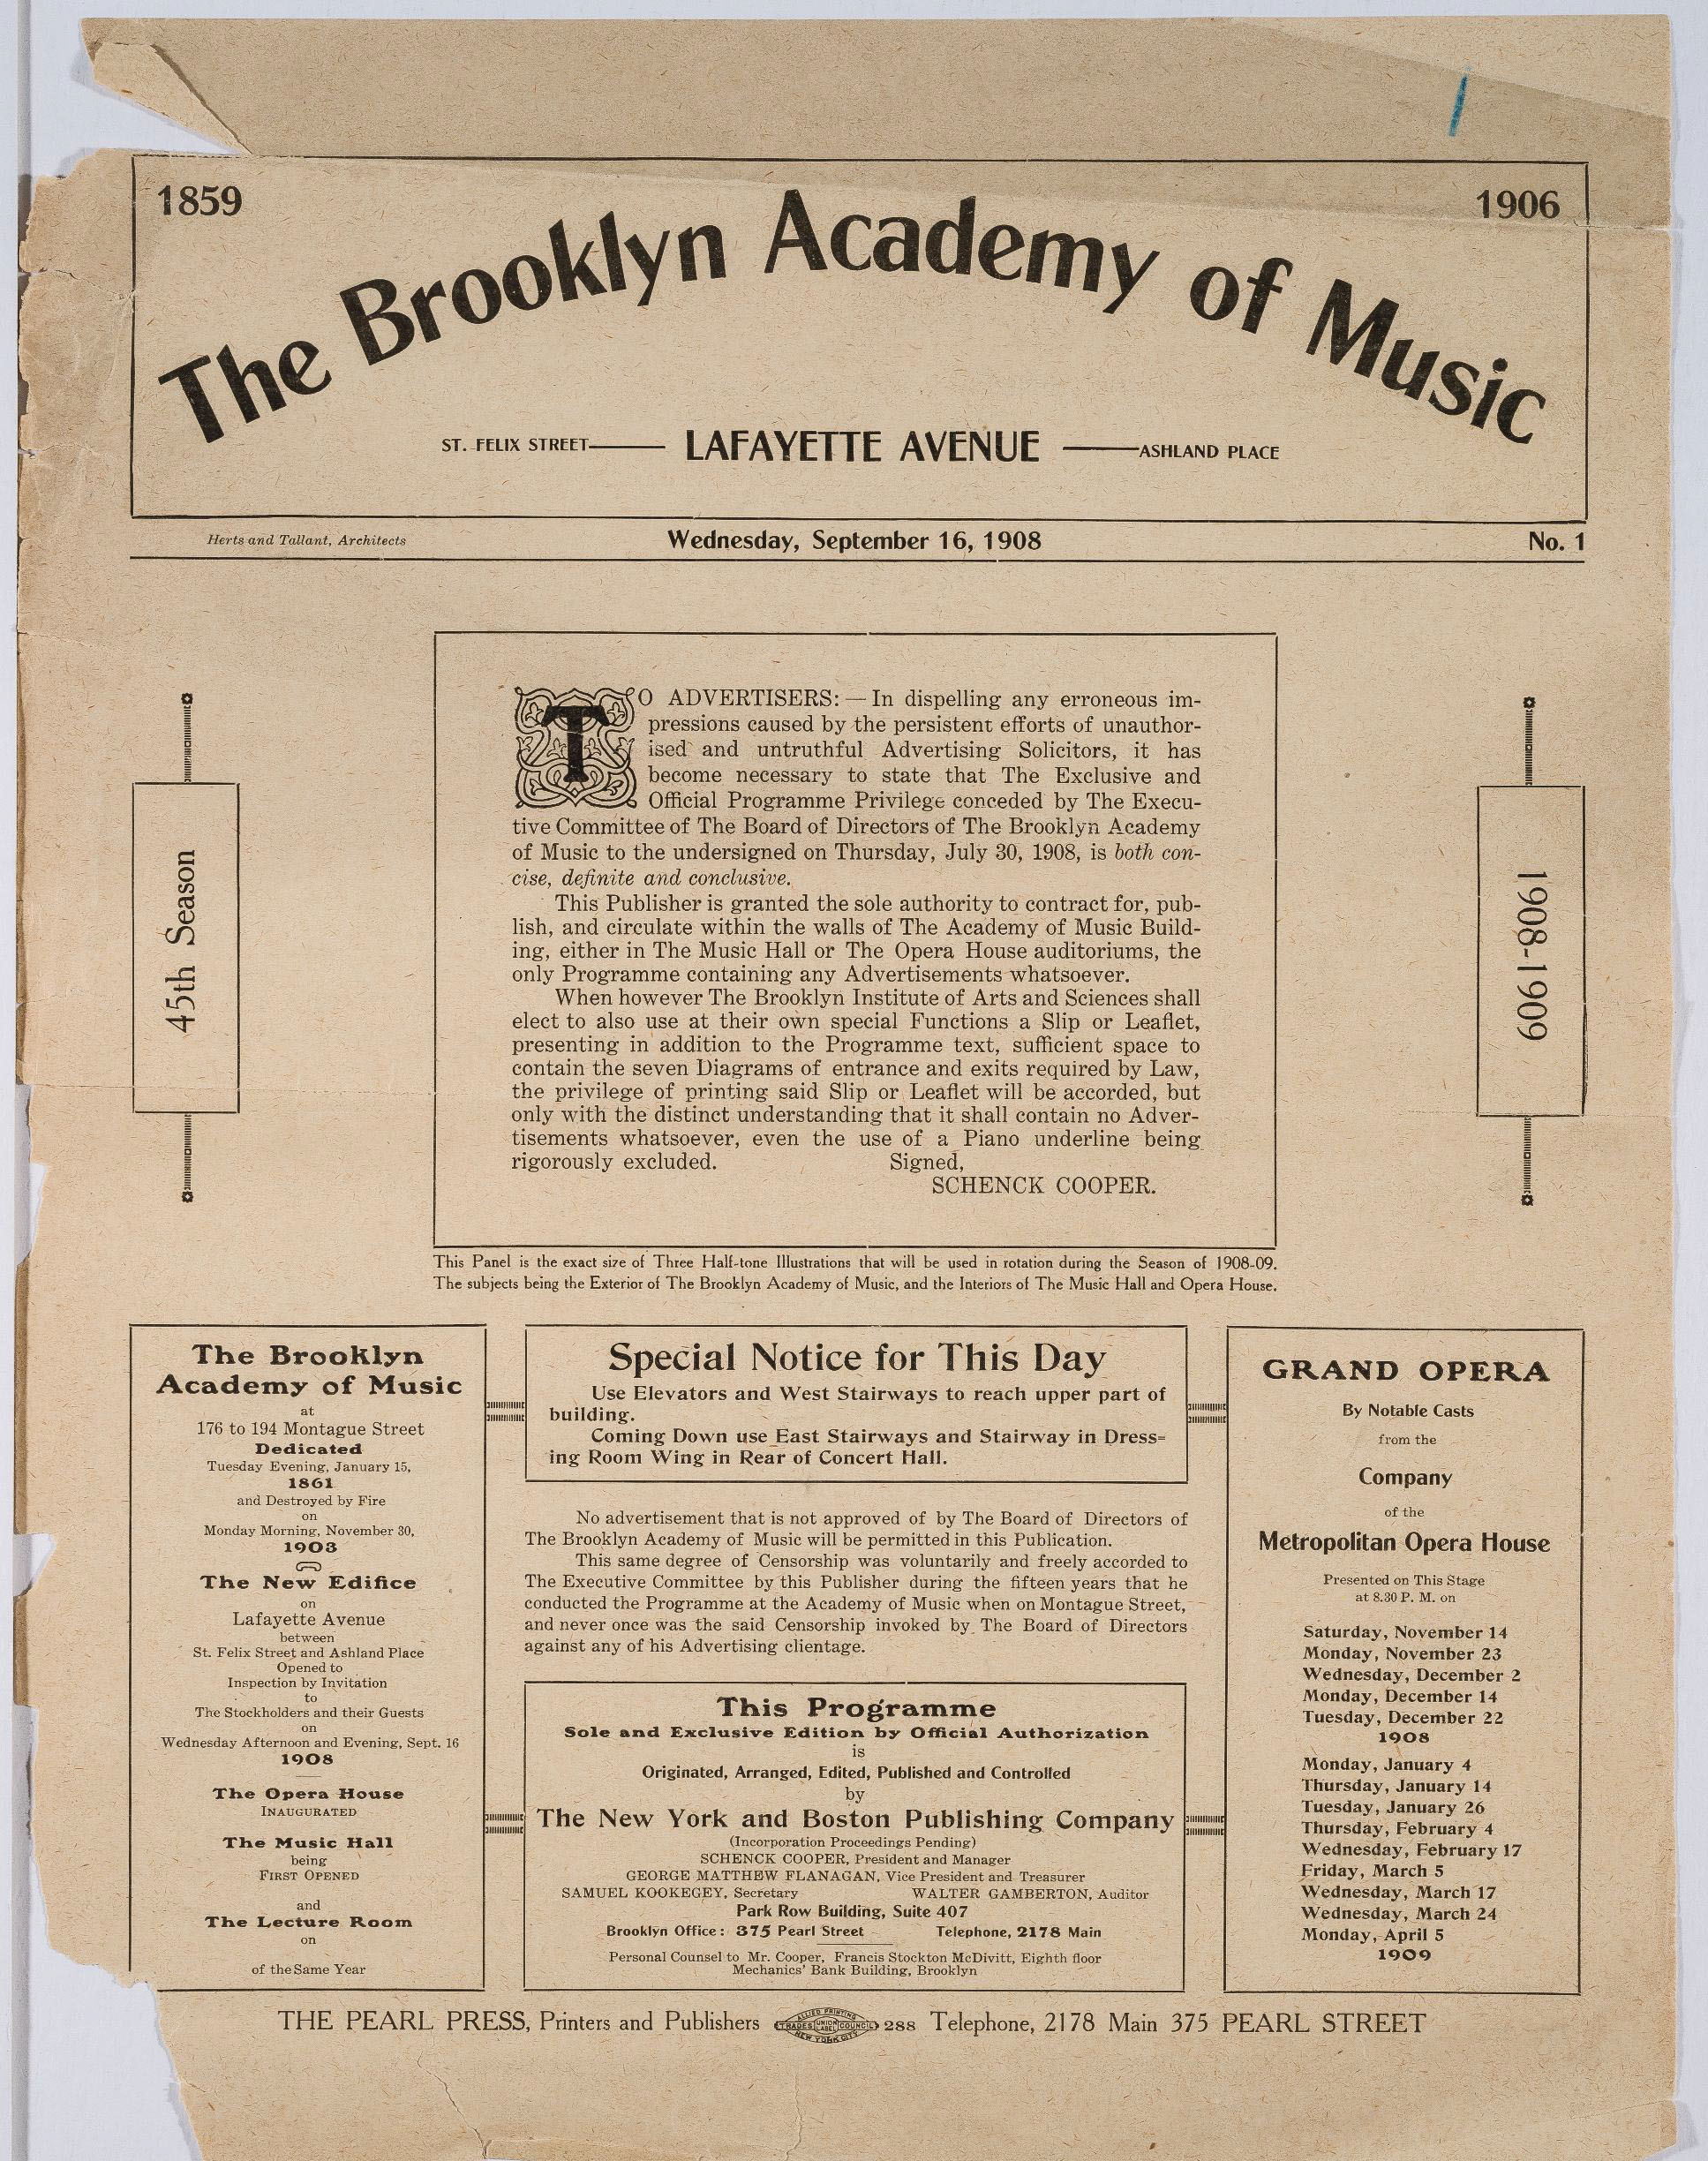 1859
1906
The Brooklyn Academy of Music
ST. FELIX STREET—— LAFAYETTE AVENUE ——ASHLAND PLACE
Herts and Tallant, Architects
Wednesday, September 16, 1908
No. 1
45th Season
TO ADVERTISERS:—In dispelling any erroneous im-
pressions caused by the persistent efforts of unauthor-
ised and untruthful Advertising Solicitors, it has
become necessary to state that The Exclusive and
Official Programme Privilege conceded by The Execu-
tive Committee of The Board of Directors of The Brooklyn Academy
of Music to the undersigned on Thursday, July 30, 1908, is both con-
cise, definite and conclusive.
This Publisher is granted the sole authority to contract for, pub-
lish, and circulate within the walls of The Academy of Music Build-
ing, either in The Music Hall or The Opera House auditoriums, the
only Programme containing any Advertisements whatsoever.
When however The Brooklyn Institute of Arts and Sciences shall
elect to also use at their own special Functions a Slip or Leaflet,
presenting in addition to the Programme text, sufficient space to
contain the seven Diagrams of entrance and exits required by Law,
the privilege of printing said Slip or Leaflet will be accorded, but
only with the distinct understanding that it shall contain no Adver-
tisements whatsoever, even the use of a Piano underline being
rigorously excluded. Signed,
SCHENCK COOPER.
1908-1909
This Panel is the exact size of Three Half-tone Illustrations that will be used in rotation during the Season of 1908-09.
The subjects being the Exterior of The Brooklyn Academy of Music, and the Interiors of The Music Hall and Opera House.
The Brooklyn
Academy of Music
at
176 to 194 Montague Street
Dedicated
Tuesday Evening, January 15,
1861
and Destroyed by Fire
on
Monday Morning, November 30,
1903
The New Edifice
on
Lafayette Avenue
between
St. Felix Street and Ashland Place
Opened to
Inspection by Invitation
to
The Stockholders and their Guests
on
Wednesday Afternoon and Evening, Sept. 16
1908
The Opera House
INAUGURATED
The Music Hall
being
FIRST OPENED
and
The Lecture Room
on
of the Same Year
Special Notice for This Day
Use Elevators and West Stairways to reach upper part of
building.
Coming Down use East Stairways and Stairway in Dress=
ing Room Wing in Rear of Concert Hall.
No advertisement that is not approved of by The Board of Directors of
The Brooklyn Academy of Music will be permitted in this Publication.
This same degree of Censorship was voluntarily and freely accorded to
The Executive Committee by this Publisher during the fifteen years that he
conducted the Programme at the Academy of Music when on Montague Street,
and never once was the said Censorship invoked by The Board of Directors
against any of his Advertising clientage.
This Programme
Sole and Exclusive Edition by Official Authorization
is
Originated, Arranged, Edited, Published and Controlled
by
The New York and Boston Publishing Company
(Incorporation Proceedings Pending)
SCHENCK COOPER, President and Manager
GEORGE MATTHEW FLANAGAN, Vice President and Treasurer
SAMUEL KOOKEGEY, Secretary WALTER GAMBERTON, Auditor
Park Row Building, Suite 407
Brooklyn Office: 375 Pearl Street Telephone, 2178 Main
Personal Counsel to Mr. Cooper, Francis Stockton McDivitt, Eighth floor
Mechanics' Bank Building, Brooklyn
GRAND OPERA
By Notable Casts
from the
Company
of the
Metropolitan Opera House
Presented on This Stage
at 8.30 P. M. on
Saturday, November 14
Monday, November 23
Wednesday, December 2
Monday, December 14
Tuesday, December 22
1908
Monday, January 4
Thursday, January 14
Tuesday, January 26
Thursday, February 4
Wednesday, February 17
Friday, March 5
Wednesday, March 17
Wednesday, March 24
Monday, April 5
1909
THE PEARL PRESS, Printers and Publishers ALLIED PRINTING TRADES UNION LABEL COUNCIL NEW YORK CITY 288 Telephone, 2178 Main 375 PEARL STREET